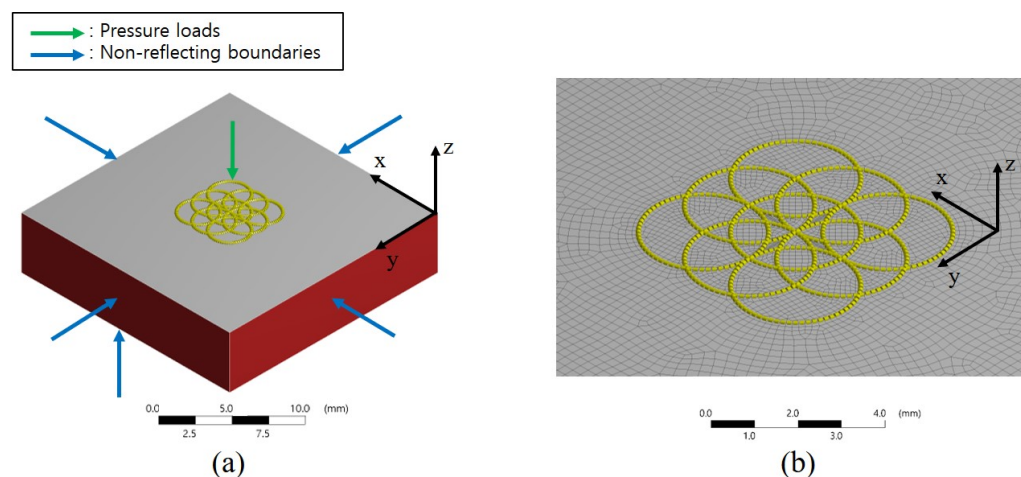 : Pressure loads
: Non-reflecting boundaries
z
x
y
0.0 5.0 10.0 (mm)
2.5 7.5
(a)
z
x
y
0.0 2.0 4.0 (mm)
1.0 3.0
(b)